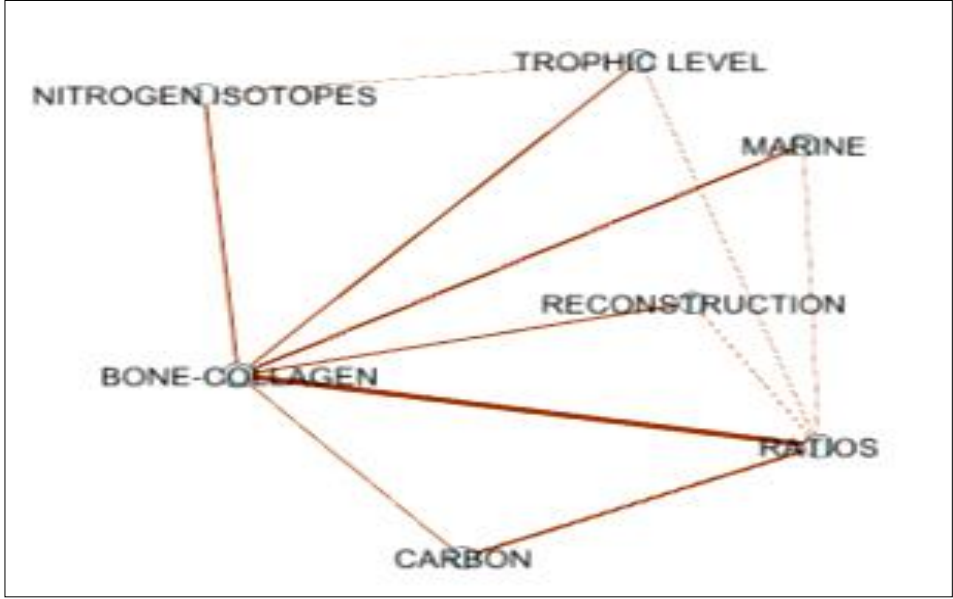 TROPHIC LEVEL
NITROGEN ISOTOPES
MARINE
RECONSTRUCTION
BONE-COLLAGEN
RATIOS
CARBON